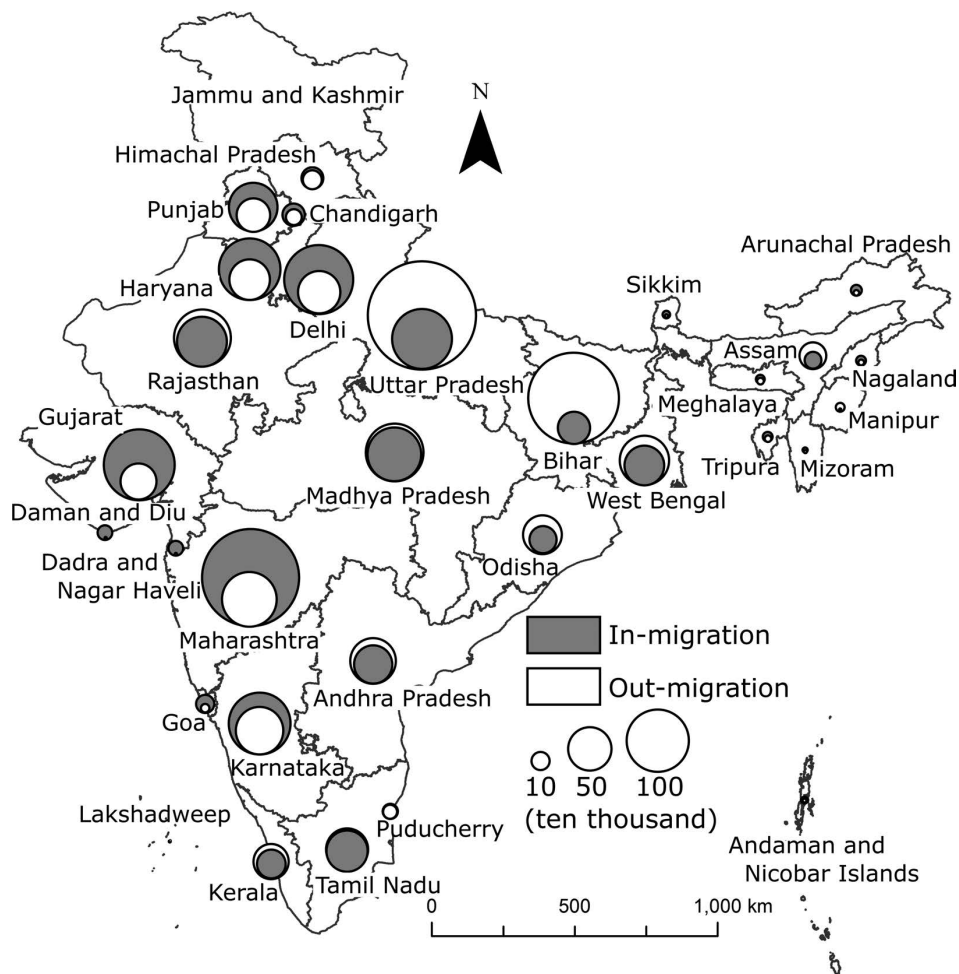 N
Jammu and Kashmir
Himachal Pradesh
Punjab
Chandigarh
Haryana
Delhi
Rajasthan
Uttar Pradesh
Sikkim
Arunachal Pradesh
Assam
Nagaland
Meghalaya
Manipur
Tripura
Mizoram
Bihar
West Bengal
Gujarat
Madhya Pradesh
Daman and Diu
Odisha
Dadra and
Nagar Haveli
Maharashtra
Andhra Pradesh
Goa
Karnataka
Lakshadweep
Puducherry
Kerala
Tamil Nadu
In-migration
Out-migration
10 50 100
(ten thousand)
Andaman and
Nicobar Islands
0 500 1,000 km